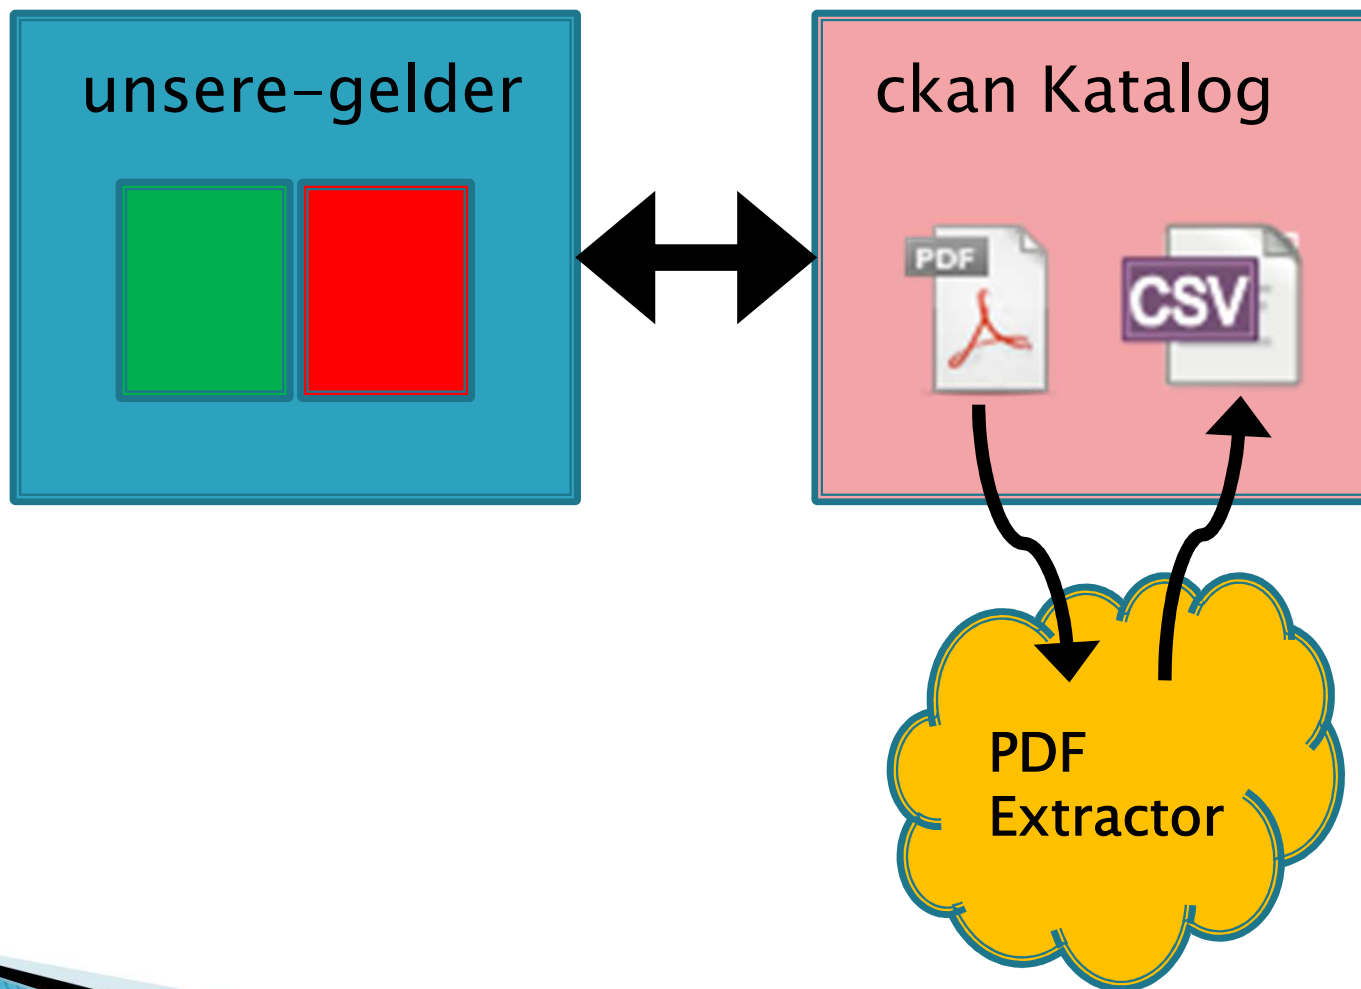 unsere-gelder
ckan Katalog
PDF
CSV
PDF
Extractor